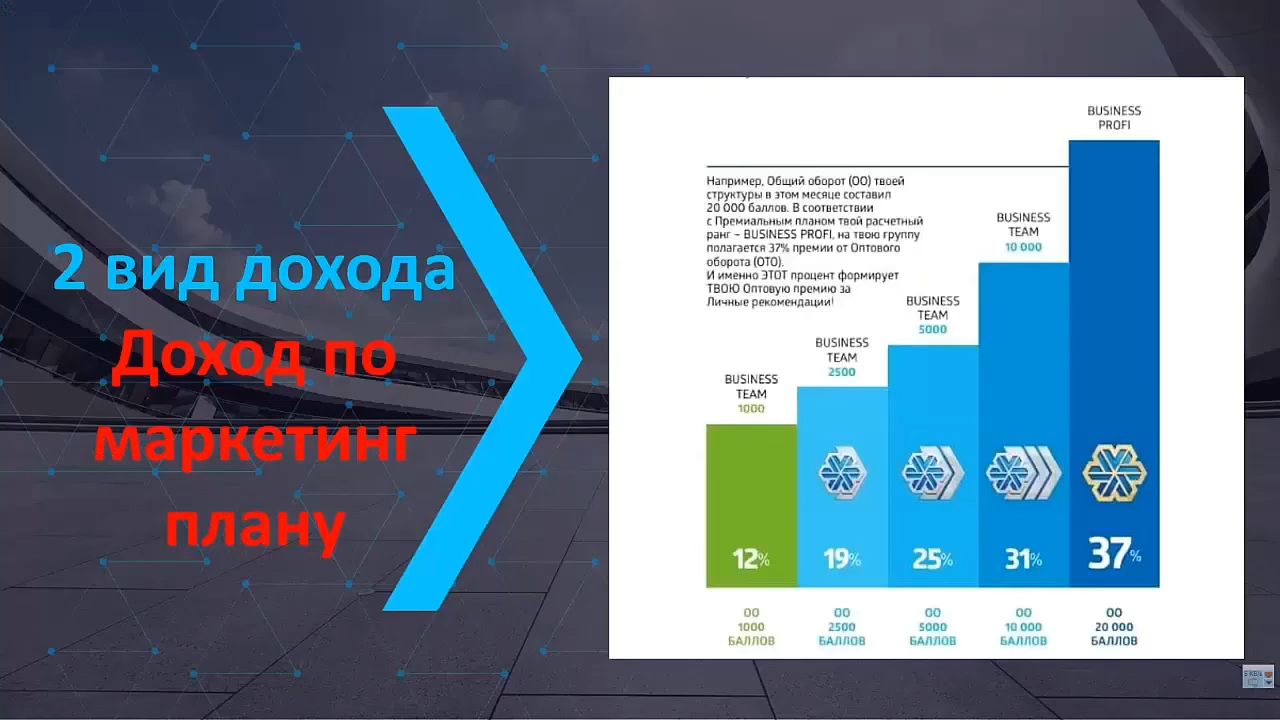 2 вид дохода
Доход по
маркетинг
плану
Например, Общий оборот (ОО) твоей
структуры в этом месяце составил
20 000 баллов. В соответствии
с Премиальным планом твой расчетный
ранг – BUSINESS PROFI, на твою группу
полагается 37% премии от Оптового
оборота (ОТО).
И именно ЭТОТ процент формирует
ТВОЮ Оптовую премию за
Личные рекомендации!
BUSINESS
TEAM
1000
BUSINESS
TEAM
2500
BUSINESS
TEAM
5000
BUSINESS
TEAM
10 000
BUSINESS
PROFI
12%
19%
25%
31%
37%
ОО
1000
БАЛЛОВ
ОО
2500
БАЛЛОВ
ОО
5000
БАЛЛОВ
ОО
10 000
БАЛЛОВ
ОО
20 000
БАЛЛОВ